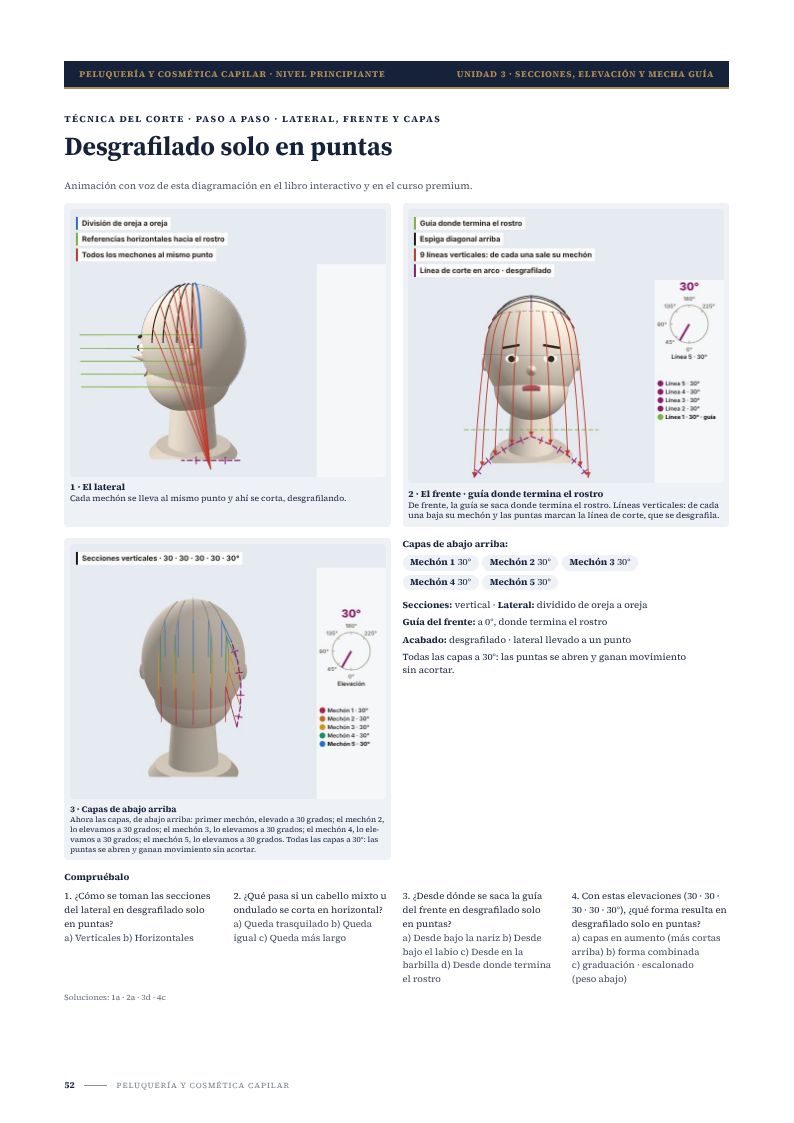 PELUQUERÍA Y COSMÉTICA CAPILAR · NIVEL PRINCIPIANTE
UNIDAD 3 · SECCIONES, ELEVACIÓN Y MECHA GUÍA
TÉCNICA DEL CORTE · PASO A PASO · LATERAL, FRENTE Y CAPAS
Desgrafilado solo en puntas
Animación con voz de esta diagramación en el libro interactivo y en el curso premium.
División de oreja a oreja
Referencias horizontales hacia el rostro
Todos los mechones al mismo punto
1 · El lateral
Cada mechón se lleva al mismo punto y ahí se corta, desgrafilando.
Guía donde termina el rostro
Espiga diagonal arriba
9 líneas verticales: de cada una sale su mechón
Línea de corte en arco · desgrafilado
30°
180°
135°
225°
90°
45°
0°
Línea 5 · 30°
Línea 5 · 30°
Línea 4 · 30°
Línea 3 · 30°
Línea 2 · 30°
Línea 1 · 30° · guía
2 · El frente · guía donde termina el rostro
De frente, la guía se saca donde termina el rostro. Líneas verticales: de cada
una baja su mechón y las puntas marcan la línea de corte, que se desgrafila.
Secciones verticales · 30 · 30 · 30 · 30 · 30°
30°
180°
135°
225°
90°
45°
0°
Elevación
Mechón 1 · 30°
Mechón 2 · 30°
Mechón 3 · 30°
Mechón 4 · 30°
Mechón 5 · 30°
3 · Capas de abajo arriba
Ahora las capas, de abajo arriba: primer mechón, elevado a 30 grados; el mechón 2,
lo elevamos a 30 grados; el mechón 3, lo elevamos a 30 grados; el mechón 4, lo ele-
vamos a 30 grados; el mechón 5, lo elevamos a 30 grados. Todas las capas a 30°: las
puntas se abren y ganan movimiento sin acortar.
Capas de abajo arriba:
Mechón 1 30° Mechón 2 30° Mechón 3 30°
Mechón 4 30° Mechón 5 30°
Secciones: vertical · Lateral: dividido de oreja a oreja
Guía del frente: a 0°, donde termina el rostro
Acabado: desgrafilado · lateral llevado a un punto
Todas las capas a 30°: las puntas se abren y ganan movimiento
sin acortar.
Compruébalo
1. ¿Cómo se toman las secciones
del lateral en desgrafilado solo
en puntas?
a) Verticales b) Horizontales
2. ¿Qué pasa si un cabello mixto u
ondulado se corta en horizontal?
a) Queda trasquilado b) Queda
igual c) Queda más largo
3. ¿Desde dónde se saca la guía
del frente en desgrafilado solo
en puntas?
a) Desde bajo la nariz b) Desde
bajo el labio c) Desde en la
barbilla d) Desde donde termina
el rostro
4. Con estas elevaciones (30 · 30 ·
30 · 30 · 30°), ¿qué forma resulta en
desgrafilado solo en puntas?
a) capas en aumento (más cortas
arriba) b) forma combinada
c) graduación · escalonado
(peso abajo)
Soluciones: 1a · 2a · 3d · 4c
52 PELUQUERÍA Y COSMÉTICA CAPILAR